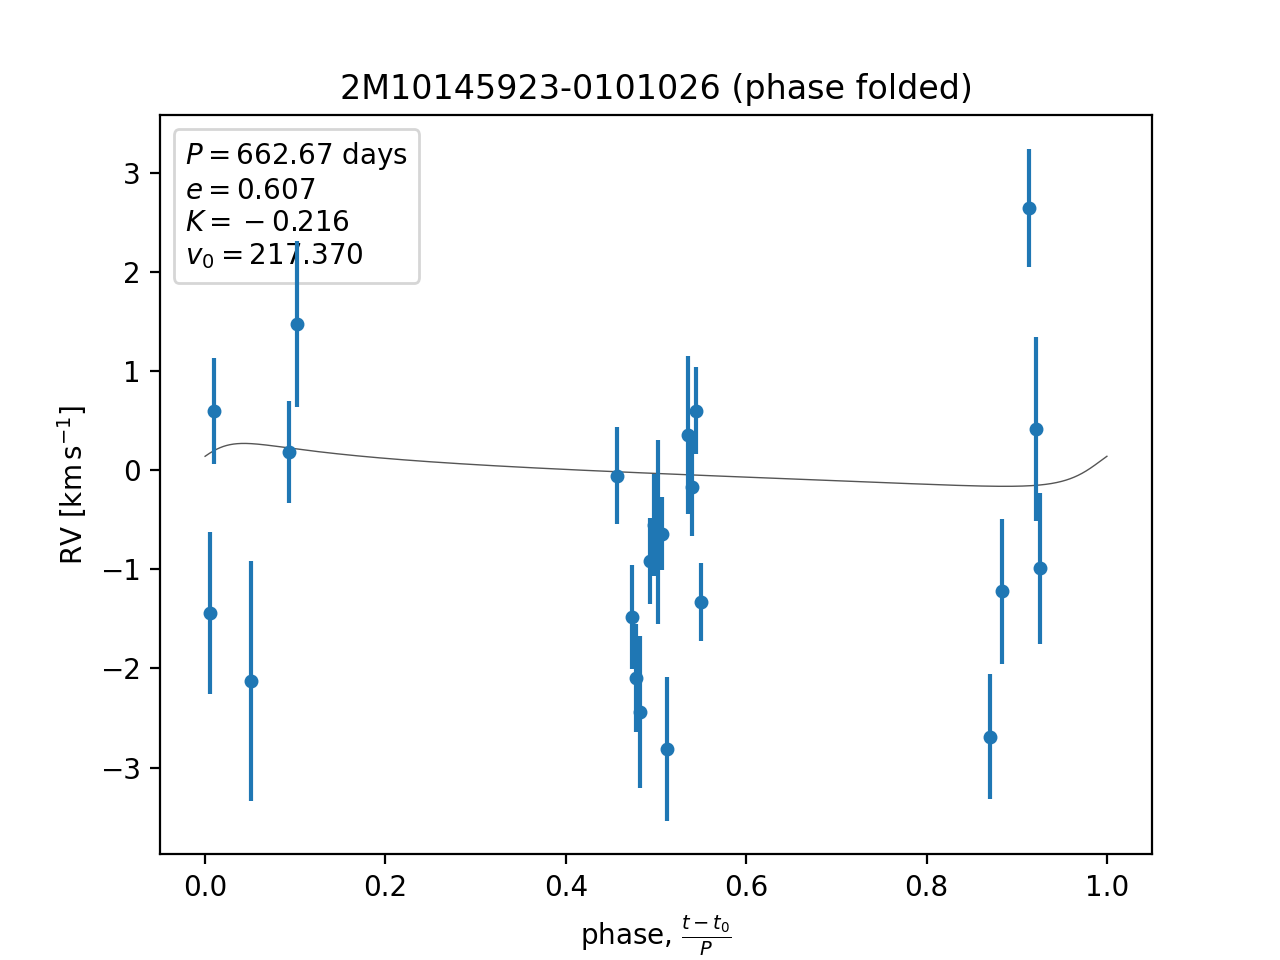 2M10145923-0101026 (phase folded)
P = 662.67 days
e = 0.607
K = −0.216
v₀ = 217.370
3
2
1
0
−1
−2
−3
RV [km s⁻¹]
0.0 0.2 0.4 0.6 0.8 1.0
phase, (t − t₀)/P